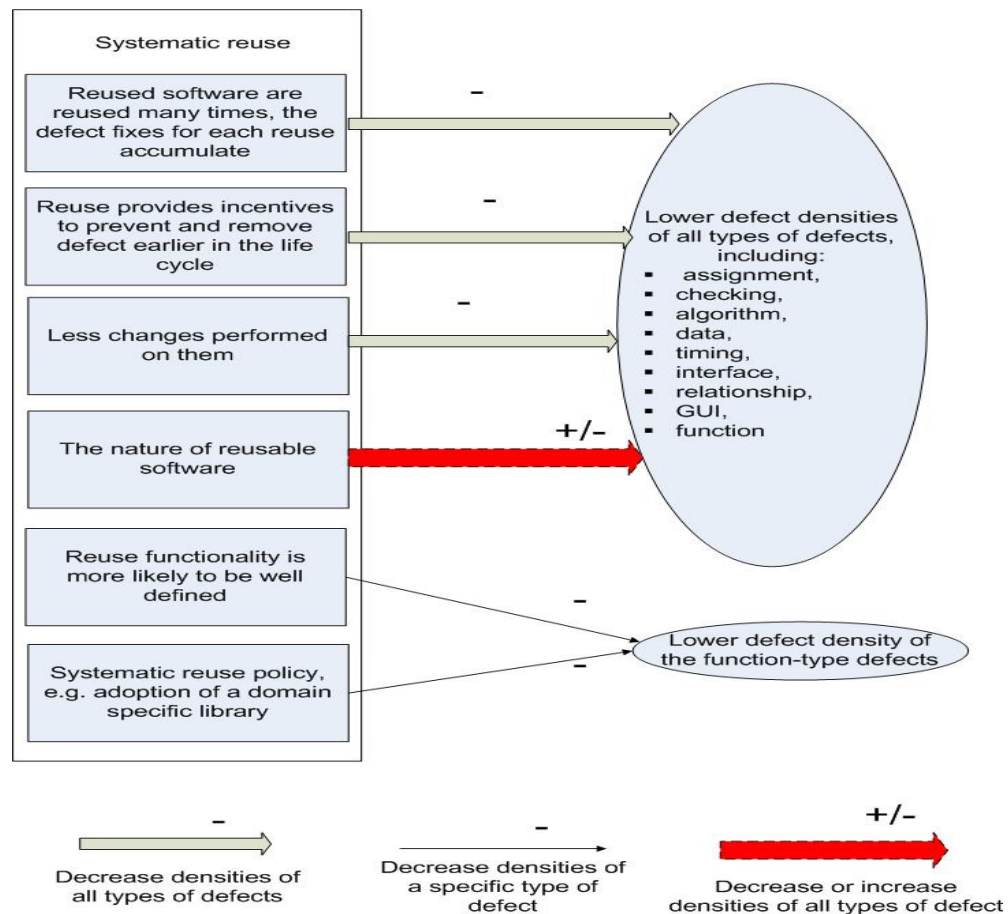 Systematic reuse
Reused software are
reused many times, the
defect fixes for each reuse
accumulate
-
Reuse provides incentives
to prevent and remove
defect earlier in the life
cycle
-
Less changes performed
on them
-
The nature of reusable
software
+/-
Reuse functionality is
more likely to be well
defined
-
Systematic reuse policy,
e.g. adoption of a domain
specific library
-
Lower defect densities
of all types of defects,
including:
▪ assignment,
▪ checking,
▪ algorithm,
▪ data,
▪ timing,
▪ interface,
▪ relationship,
▪ GUI,
▪ function
Lower defect density of
the function-type defects
-
Decrease densities of
all types of defects
-
Decrease densities of
a specific type of
defect
+/-
Decrease or increase
densities of all types of defect